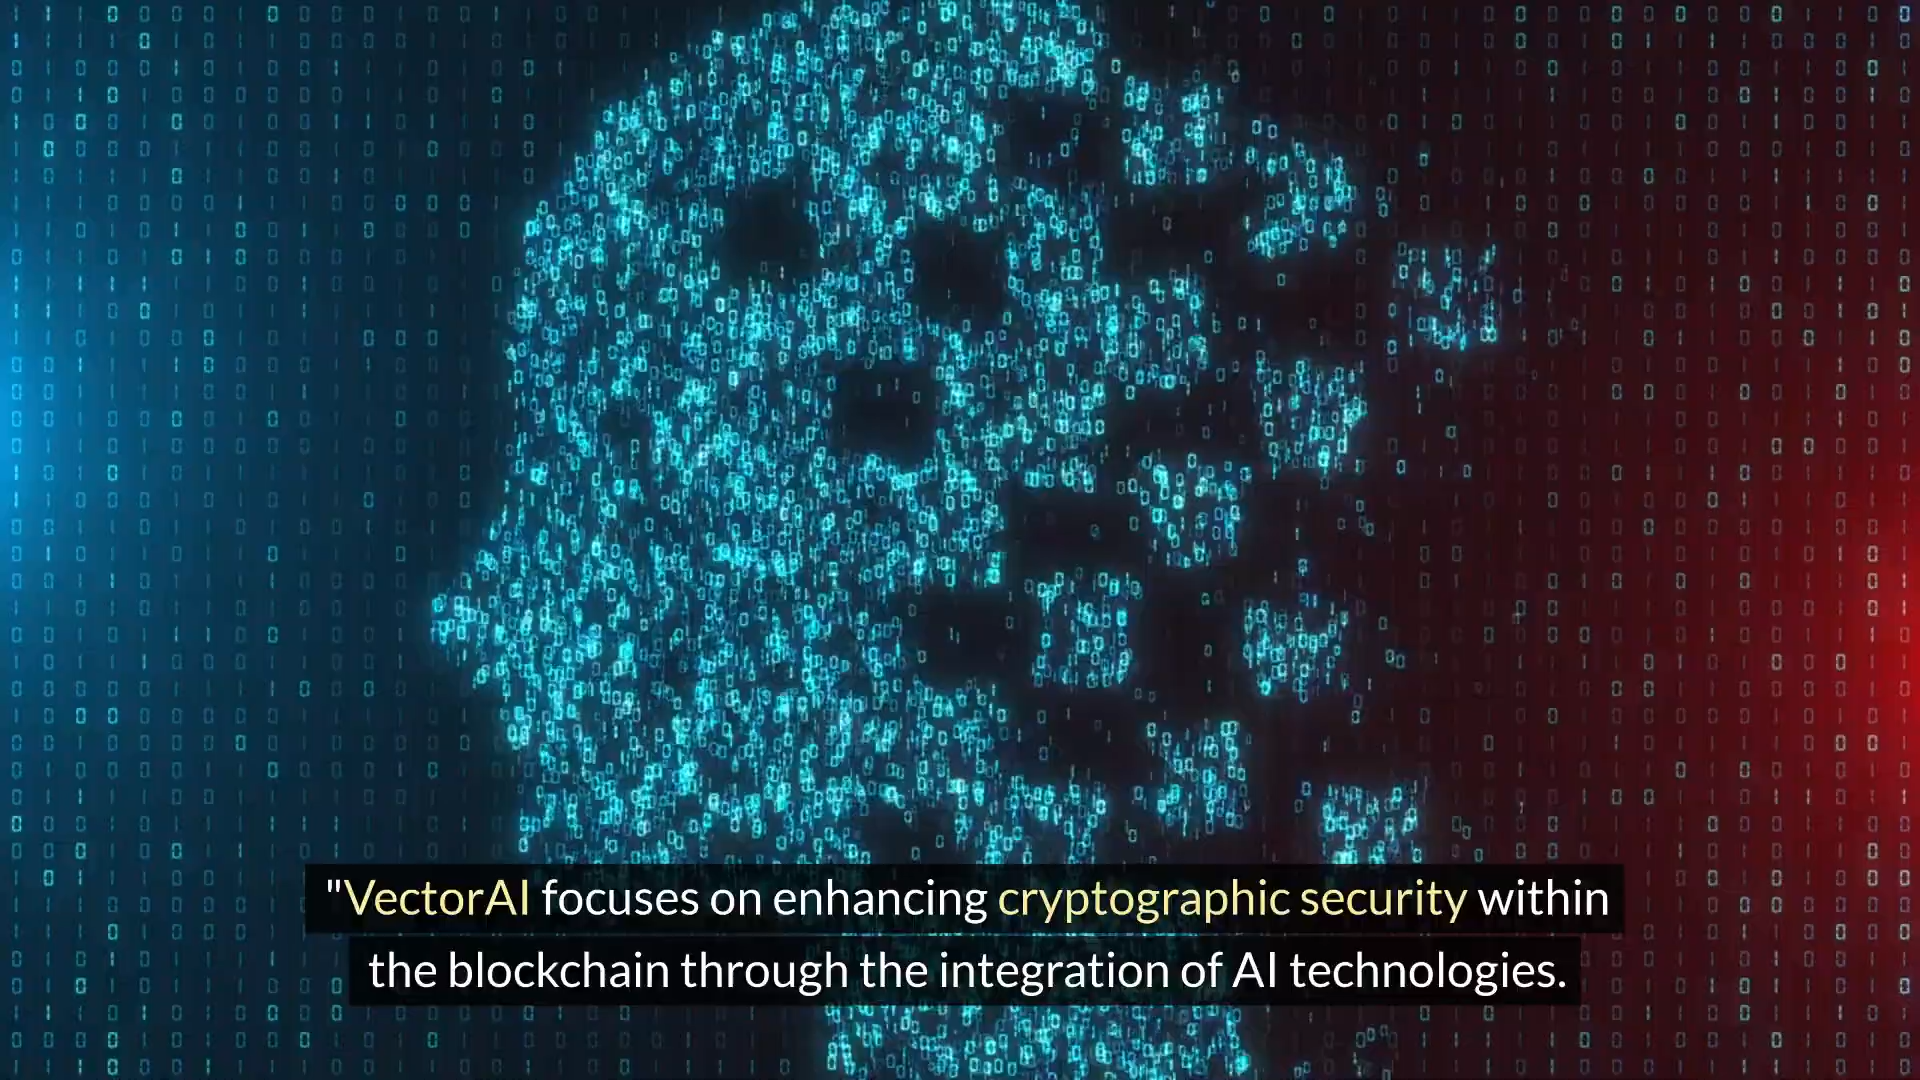 "VectorAI focuses on enhancing cryptographic security within
the blockchain through the integration of AI technologies.